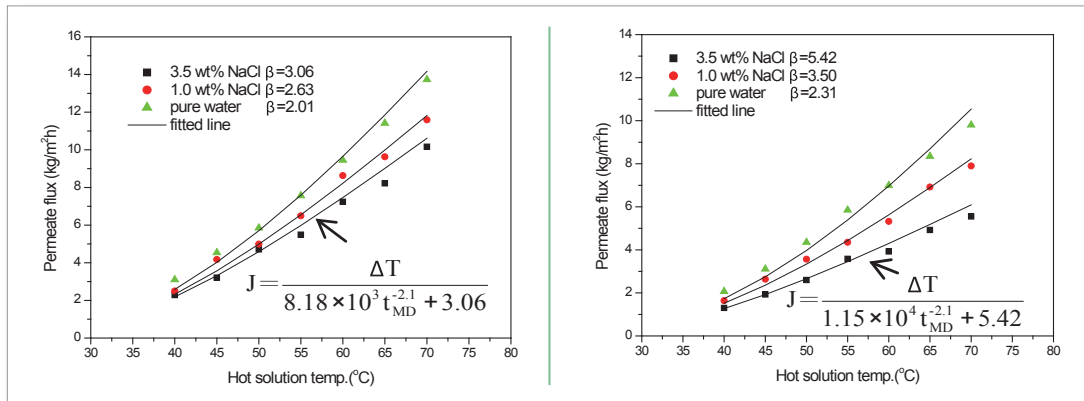 16
14
12
10
8
6
4
2
0
Permeate flux (kg/m²h)
3.5 wt% NaCl β=3.06
1.0 wt% NaCl β=2.63
pure water β=2.01
fitted line
J=ΔT/(8.18×10³ t_MD^-2.1 + 3.06)
30 35 40 45 50 55 60 65 70 75 80
Hot solution temp.(°C)
14
12
10
8
6
4
2
0
Permeate flux (kg/m²h)
3.5 wt% NaCl β=5.42
1.0 wt% NaCl β=3.50
pure water β=2.31
fitted line
J=ΔT/(1.15×10⁴ t_MD^-2.1 + 5.42)
30 35 40 45 50 55 60 65 70 75 80
Hot solution temp.(°C)